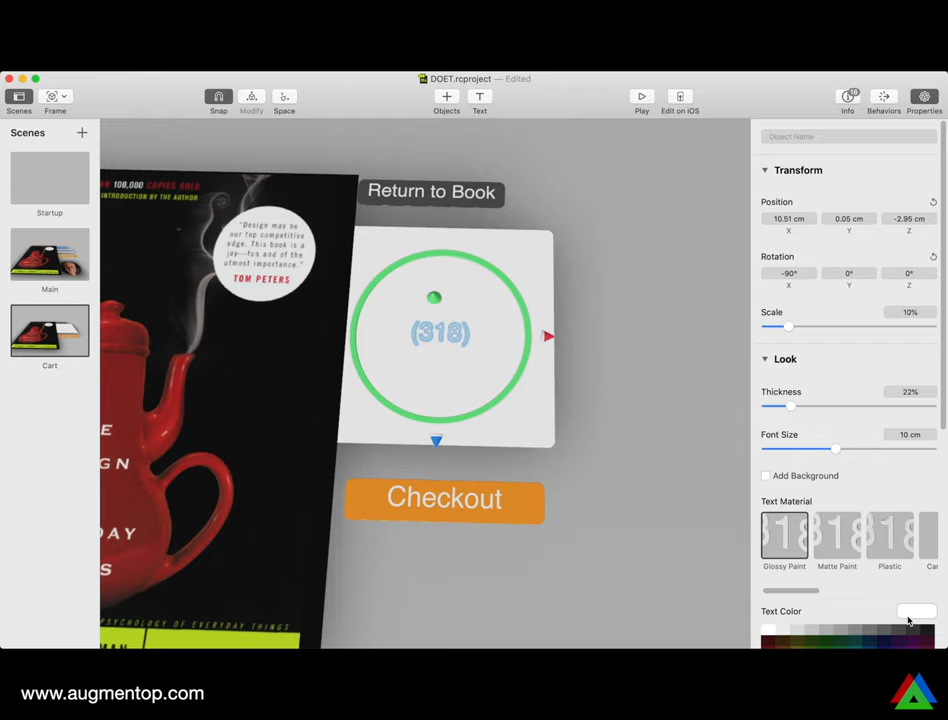 DOET.rcproject — Edited
Scenes
Frame
Snap
Modify
Space
Objects
Text
Play
Edit on iOS
18
Info
Behaviors
Properties
Scenes
Startup
Main
Cart
100,000 COPIES SOLD
INTRODUCTION BY THE AUTHOR
"Design may be
our top competitive
edge. This book is a
joy—fun and of the
utmost importance."
TOM PETERS
E
GN
DAY
S
PSYCHOLOGY OF EVERYDAY THINGS
MAN
Return to Book
(318)
Checkout
Object Name
Transform
Position
10.51 cm
0.05 cm
-2.95 cm
X
Y
Z
Rotation
-90°
0°
0°
X
Y
Z
Scale
10%
Look
Thickness
22%
Font Size
10 cm
Add Background
Text Material
318
318
318
Glossy Paint
Matte Paint
Plastic
Text Color
www.augmentop.com